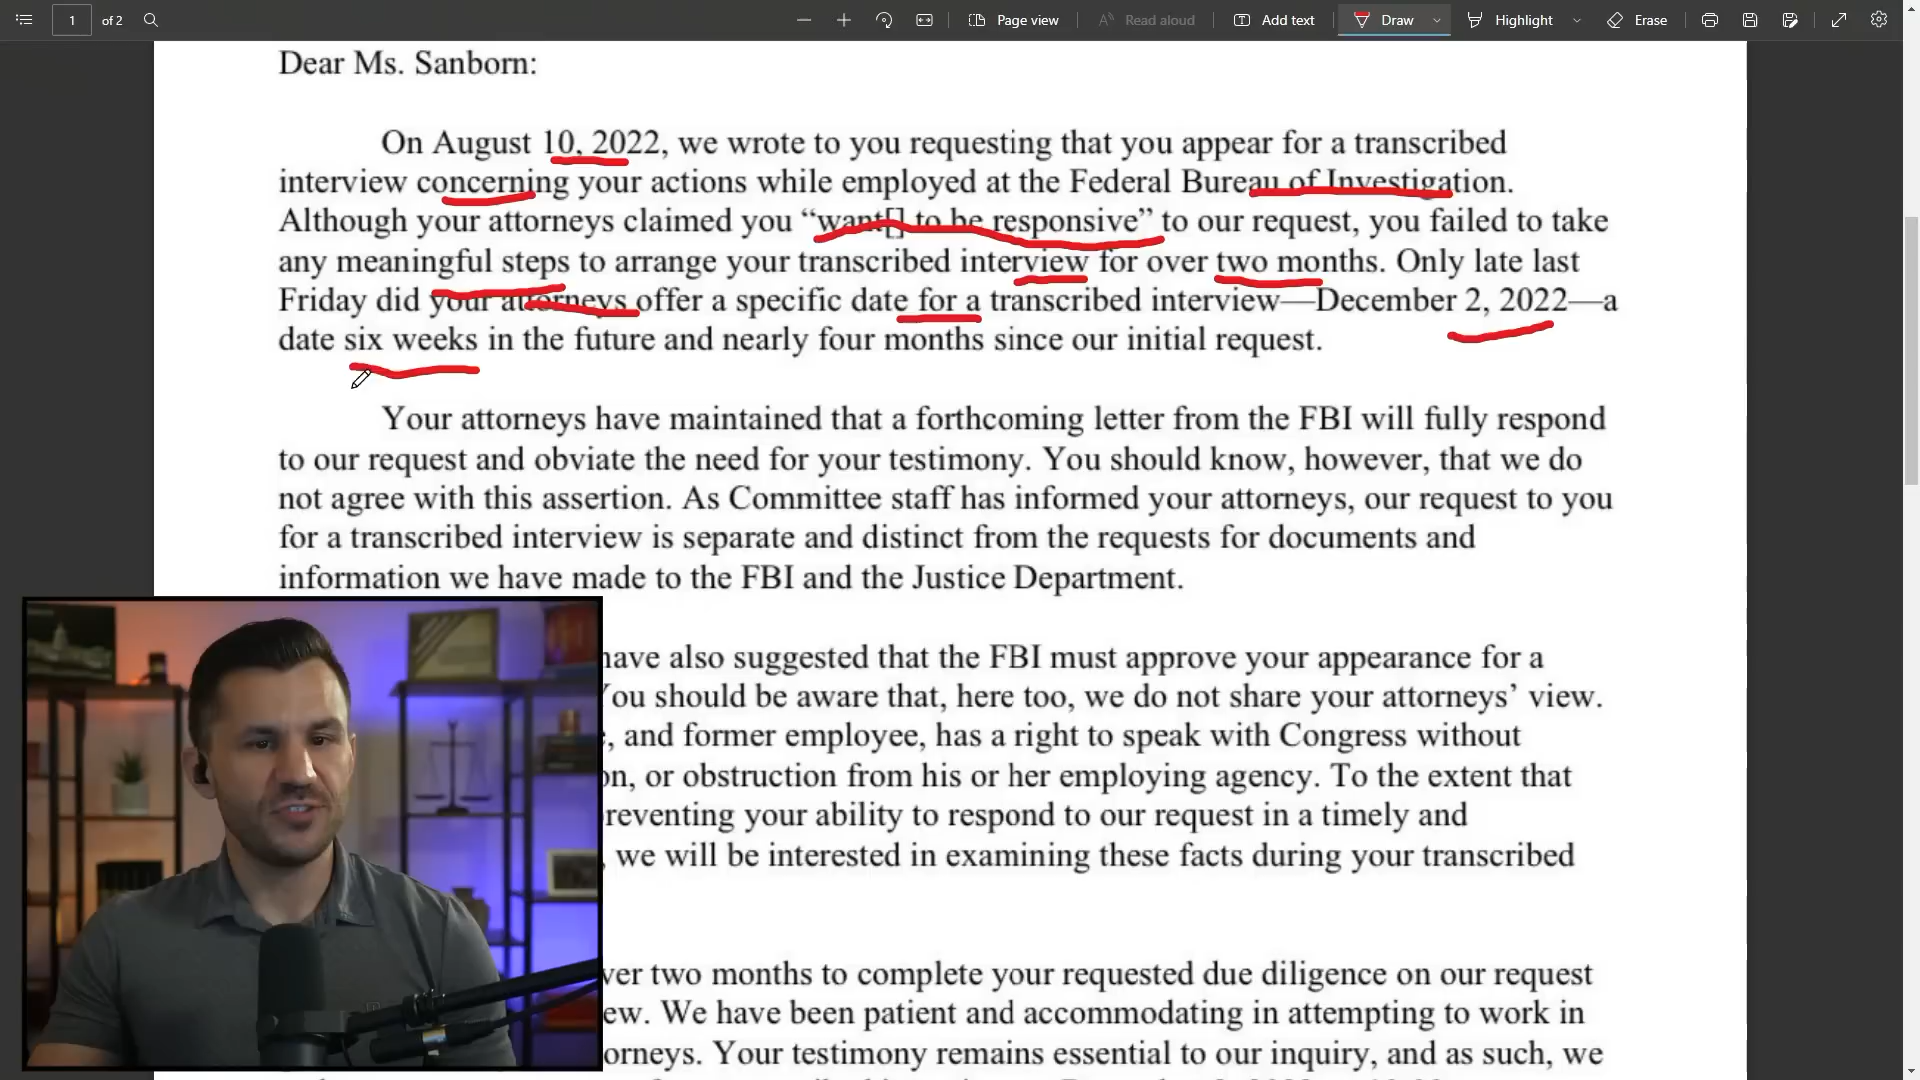 1 of 2 Page view Read aloud Add text Draw Highlight Erase
Dear Ms. Sanborn:
On August 10, 2022, we wrote to you requesting that you appear for a transcribed
interview concerning your actions while employed at the Federal Bureau of Investigation.
Although your attorneys claimed you “want[] to be responsive” to our request, you failed to take
any meaningful steps to arrange your transcribed interview for over two months. Only late last
Friday did your attorneys offer a specific date for a transcribed interview—December 2, 2022—a
date six weeks in the future and nearly four months since our initial request.
Your attorneys have maintained that a forthcoming letter from the FBI will fully respond
to our request and obviate the need for your testimony. You should know, however, that we do
not agree with this assertion. As Committee staff has informed your attorneys, our request to you
for a transcribed interview is separate and distinct from the requests for documents and
information we have made to the FBI and the Justice Department.
have also suggested that the FBI must approve your appearance for a
You should be aware that, here too, we do not share your attorneys’ view.
, and former employee, has a right to speak with Congress without
on, or obstruction from his or her employing agency. To the extent that
preventing your ability to respond to our request in a timely and
, we will be interested in examining these facts during your transcribed
ver two months to complete your requested due diligence on our request
ew. We have been patient and accommodating in attempting to work in
orneys. Your testimony remains essential to our inquiry, and as such, we